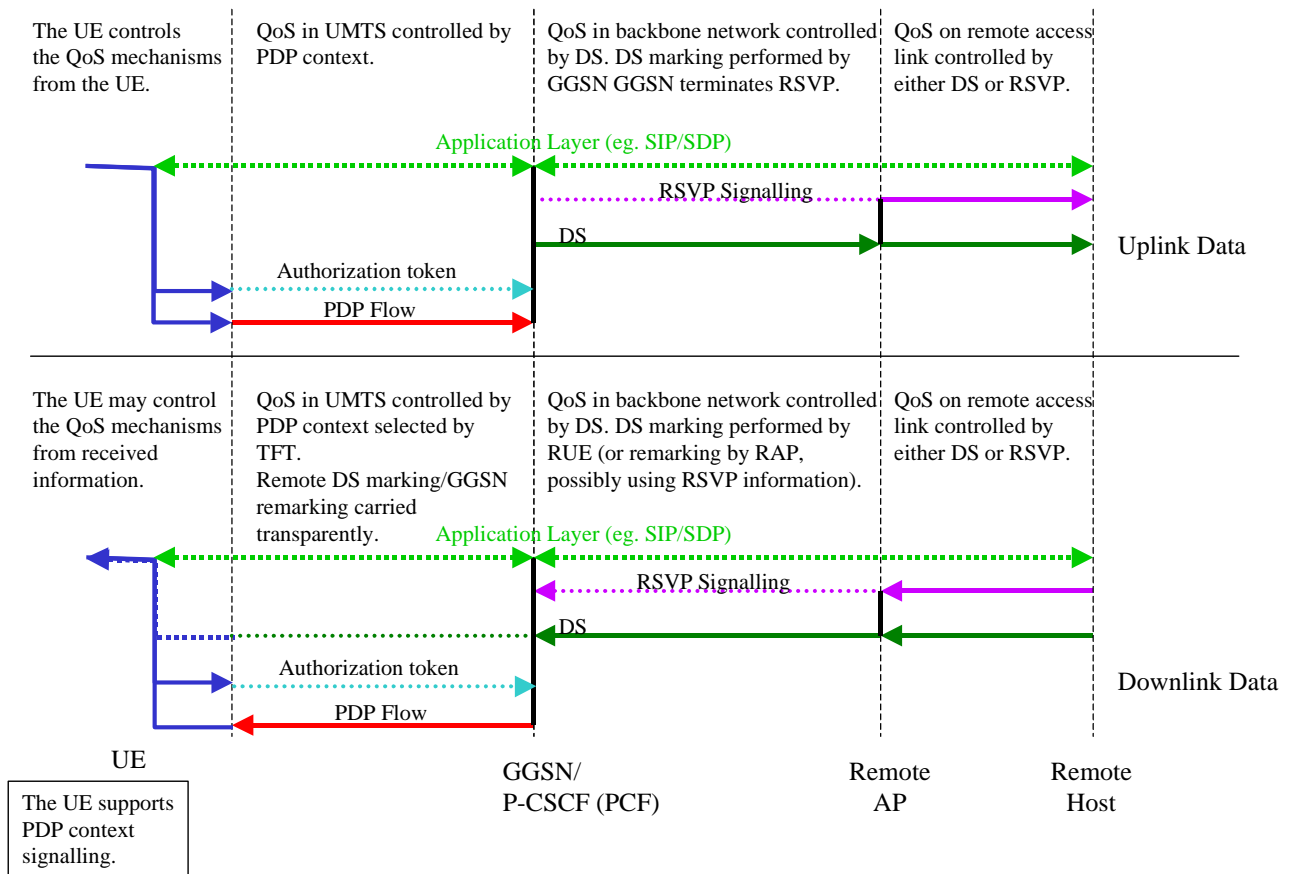 The UE controls
the QoS mechanisms
from the UE.
QoS in UMTS controlled by
PDP context.
QoS in backbone network controlled
by DS. DS marking performed by
GGSN GGSN terminates RSVP.
QoS on remote access
link controlled by
either DS or RSVP.
Application Layer (eg. SIP/SDP)
RSVP Signalling
DS
Uplink Data
Authorization token
PDP Flow
The UE may control
the QoS mechanisms
from received
information.
QoS in UMTS controlled by
PDP context selected by
TFT.
Remote DS marking/GGSN
remarking carried
transparently.
QoS in backbone network controlled
by DS. DS marking performed by
RUE (or remarking by RAP,
possibly using RSVP information).
QoS on remote access
link controlled by
either DS or RSVP.
Application Layer (eg. SIP/SDP)
RSVP Signalling
DS
Authorization token
Downlink Data
PDP Flow
UE
GGSN/
P-CSCF (PCF)
Remote
AP
Remote
Host
The UE supports
PDP context
signalling.